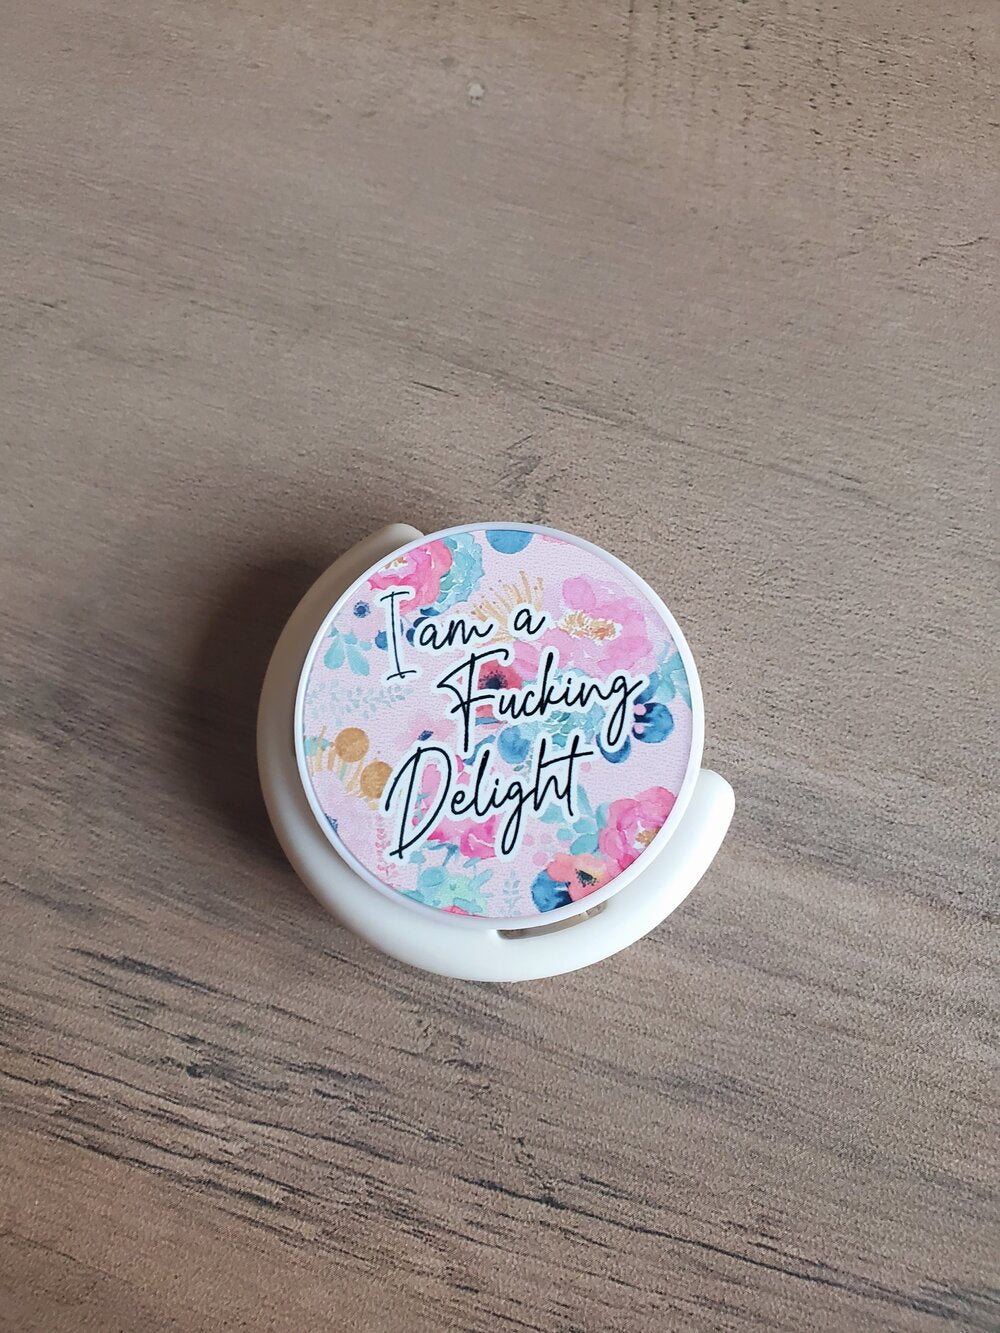 I am a
Fucking
Delight